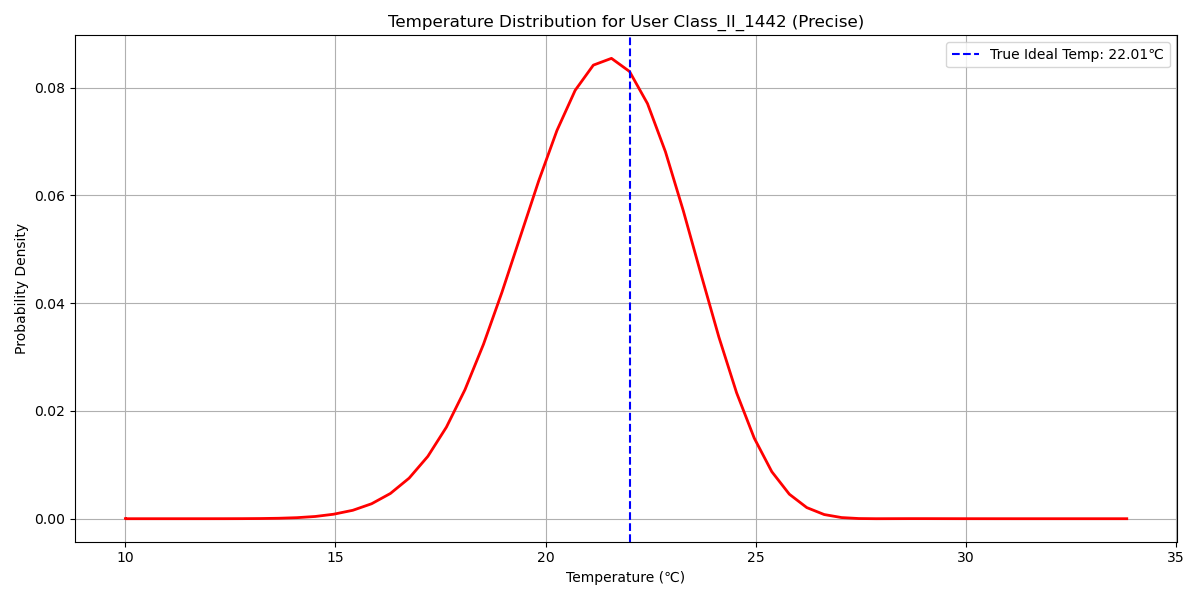 Temperature Distribution for User Class_II_1442 (Precise)
True Ideal Temp: 22.01℃
Probability Density
0.08
0.06
0.04
0.02
0.00
10
15
20
25
30
35
Temperature (℃)